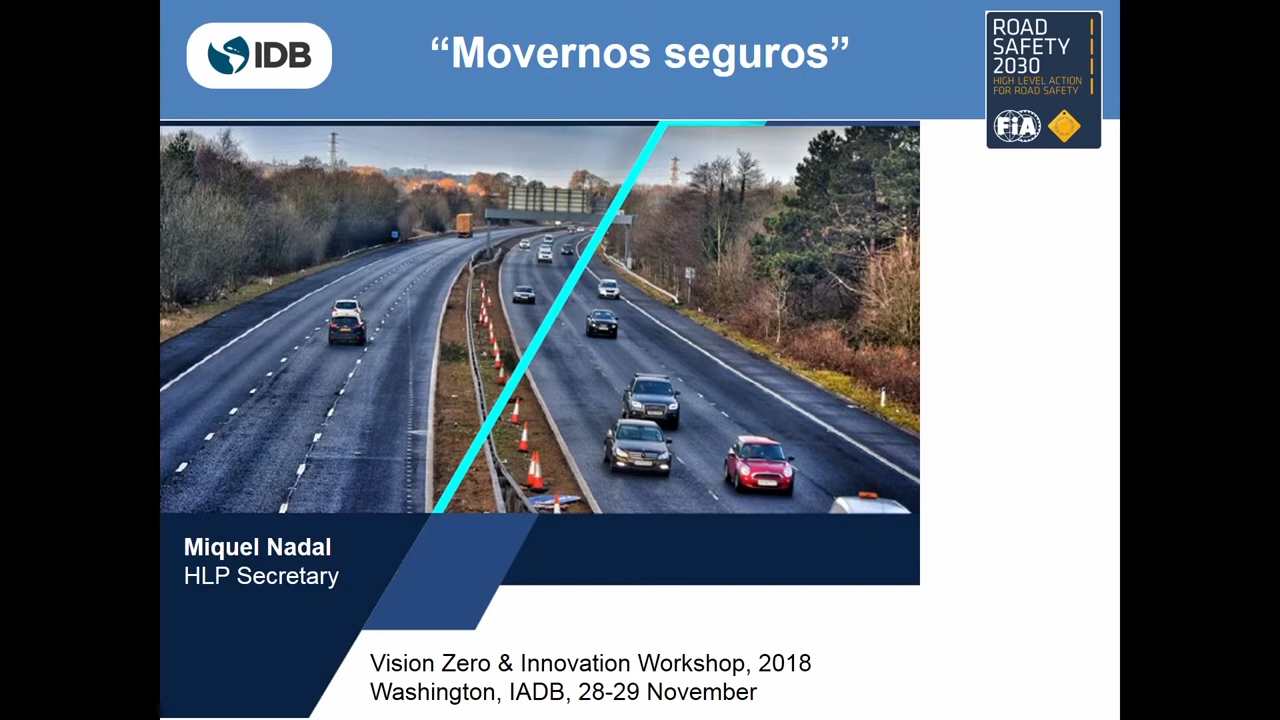 IDB
“Movernos seguros”
ROAD
SAFETY
2030
HIGH LEVEL ACTION
FOR ROAD SAFETY
FiA
Miquel Nadal
HLP Secretary
Vision Zero & Innovation Workshop, 2018
Washington, IADB, 28-29 November